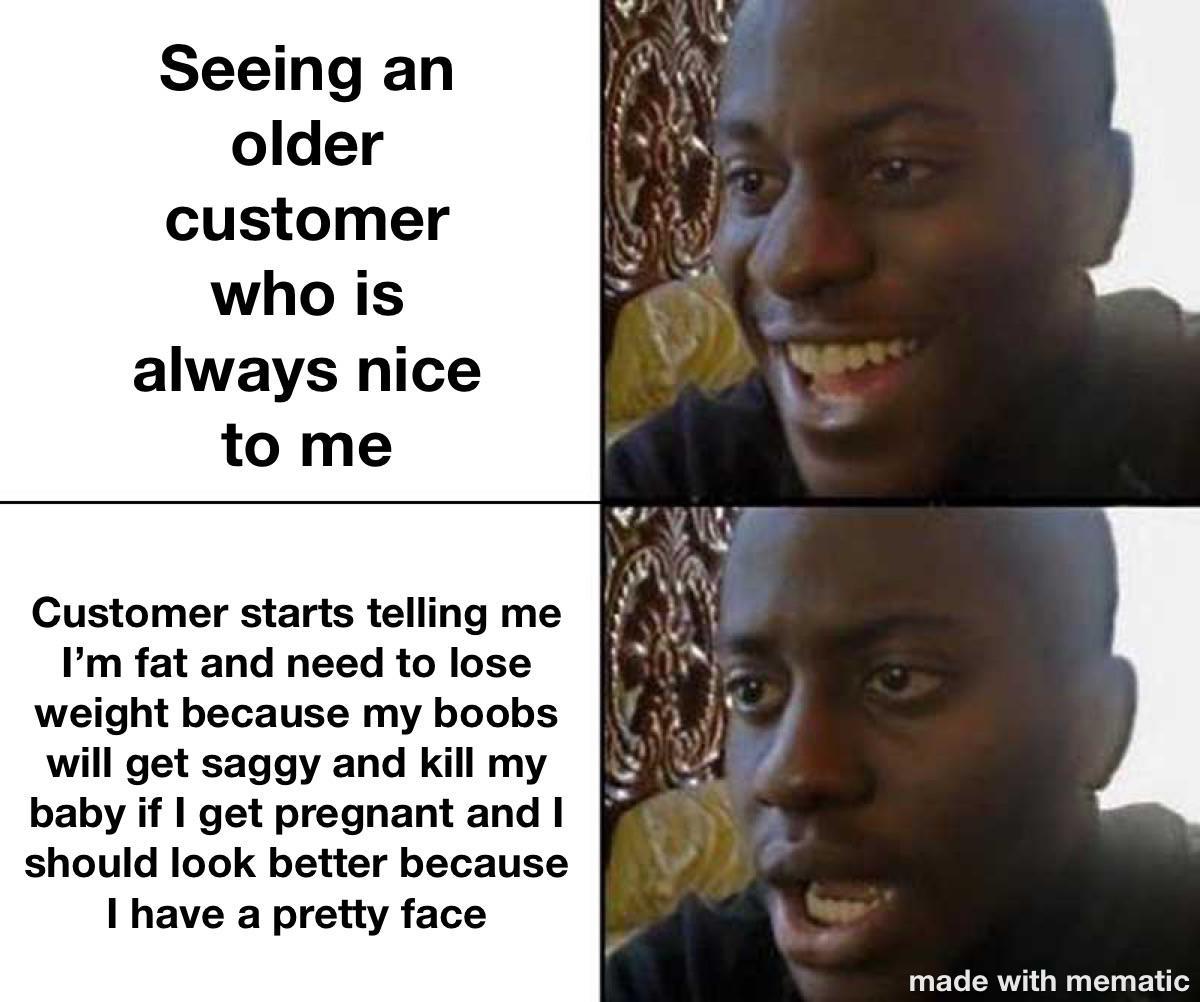 Seeing an
older
customer
who is
always nice
to me
Customer starts telling me
I’m fat and need to lose
weight because my boobs
will get saggy and kill my
baby if I get pregnant and I
should look better because
I have a pretty face
made with mematic